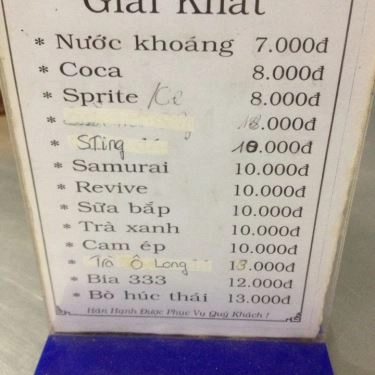 Giải Khát
* Nước khoáng 7.000đ
* Coca 8.000đ
* Sprite 8.000đ
* .000đ
* STing 10.000đ
* Samurai 10.000đ
* Revive 10.000đ
* Sữa bắp 10.000đ
* Trà xanh 10.000đ
* Cam ép 10.000đ
* Trà Ô Long 13.000đ
* Bia 333 12.000đ
* Bò húc thái 13.000đ
Hân Hạnh Được Phục Vụ Quý Khách !